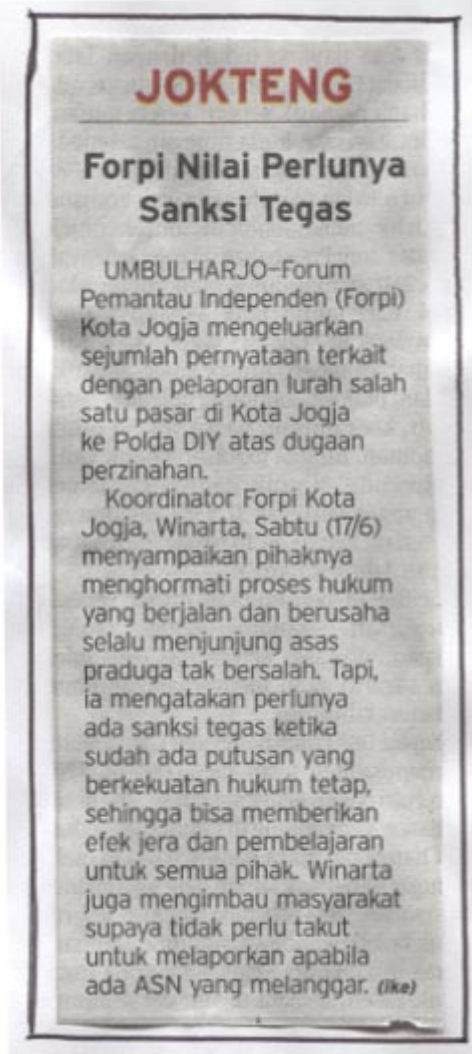 JOKTENG
Forpi Nilai Perlunya
Sanksi Tegas
UMBULHARJO–Forum
Pemantau Independen (Forpi)
Kota Jogja mengeluarkan
sejumlah pernyataan terkait
dengan pelaporan lurah salah
satu pasar di Kota Jogja
ke Polda DIY atas dugaan
perzinahan.
Koordinator Forpi Kota
Jogja, Winarta, Sabtu (17/6)
menyampaikan pihaknya
menghormati proses hukum
yang berjalan dan berusaha
selalu menjunjung asas
praduga tak bersalah. Tapi,
ia mengatakan perlunya
ada sanksi tegas ketika
sudah ada putusan yang
berkekuatan hukum tetap,
sehingga bisa memberikan
efek jera dan pembelajaran
untuk semua pihak. Winarta
juga mengimbau masyarakat
supaya tidak perlu takut
untuk melaporkan apabila
ada ASN yang melanggar. (ike)